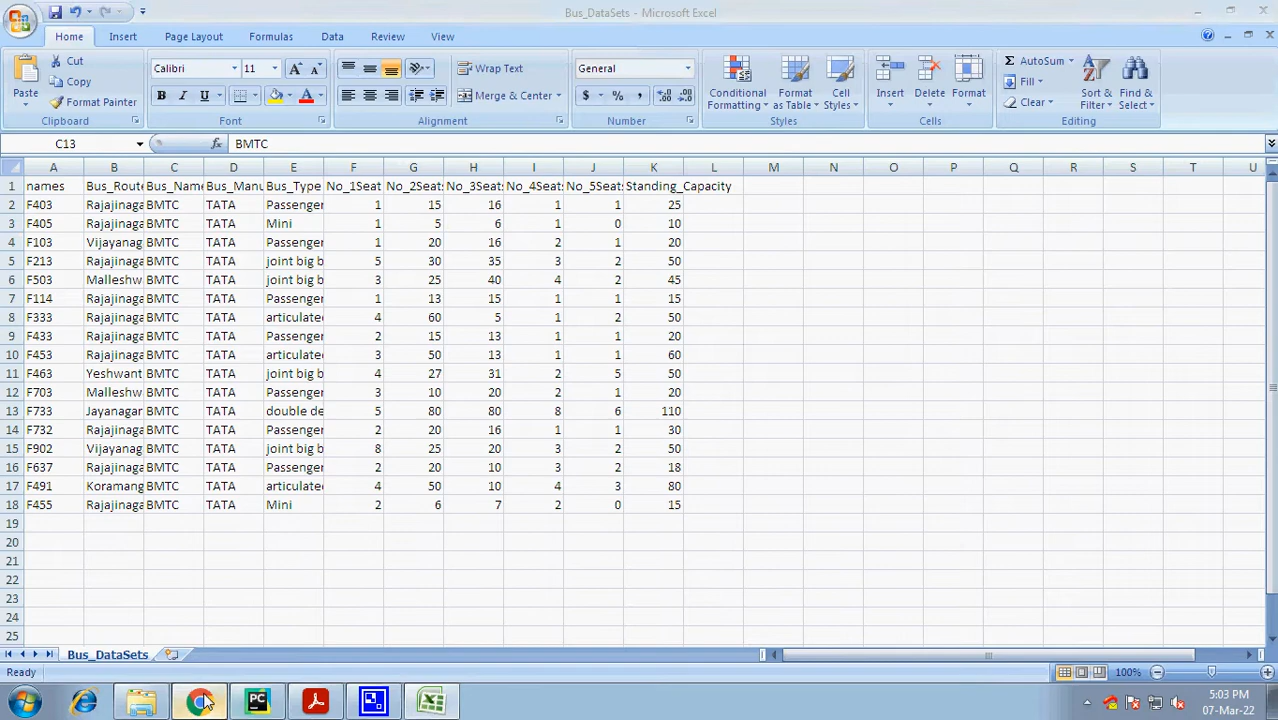 Bus_DataSets - Microsoft Excel
Home Insert Page Layout Formulas Data Review View
Paste Cut Copy Format Painter Clipboard
Calibri 11 A A B I U A Font
Wrap Text Merge & Center Alignment
General $ % , Number
Conditional Formatting Format as Table Cell Styles Styles
Insert Delete Format Cells
Σ AutoSum Fill Clear Sort & Filter Find & Select Editing
C13 fx BMTC
A B C D E F G H I J K L M N O P Q R S T U
1 names Bus_Route Bus_Name Bus_Manu Bus_Type No_1Seat No_2Seats No_3Seats No_4Seats No_5Seats Standing_Capacity
2 F403 Rajajinaga BMTC TATA Passenger 1 15 16 1 1 25
3 F405 Rajajinaga BMTC TATA Mini 1 5 6 1 0 10
4 F103 Vijayanag BMTC TATA Passenger 1 20 16 2 1 20
5 F213 Rajajinaga BMTC TATA joint big b 5 30 35 3 2 50
6 F503 Malleshw BMTC TATA joint big b 3 25 40 4 2 45
7 F114 Rajajinaga BMTC TATA Passenger 1 13 15 1 1 15
8 F333 Rajajinaga BMTC TATA articulate 4 60 5 1 2 50
9 F433 Rajajinaga BMTC TATA Passenger 2 15 13 1 1 20
10 F453 Rajajinaga BMTC TATA articulate 3 50 13 1 1 60
11 F463 Yeshwant BMTC TATA joint big b 4 27 31 2 5 50
12 F703 Malleshw BMTC TATA Passenger 3 10 20 2 1 20
13 F733 Jayanagar BMTC TATA double de 5 80 80 8 6 110
14 F732 Rajajinaga BMTC TATA Passenger 2 20 16 1 1 30
15 F902 Vijayanag BMTC TATA joint big b 8 25 20 3 2 50
16 F637 Rajajinaga BMTC TATA Passenger 2 20 10 3 2 18
17 F491 Koramang BMTC TATA articulate 4 50 10 4 3 80
18 F455 Rajajinaga BMTC TATA Mini 2 6 7 2 0 15
19
20
21
22
23
24
25
Bus_DataSets
Ready 100%
PC
5:03 PM
07-Mar-22